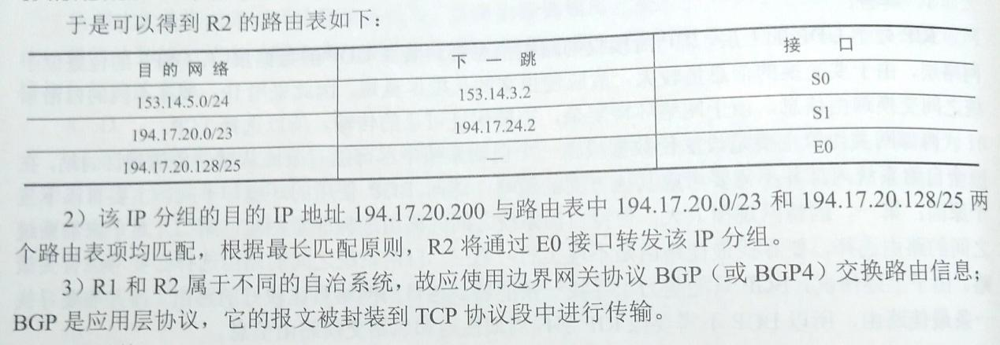 于是可以得到 R2 的路由表如下：
目 的 网 络 下 一 跳 接 口
153.14.5.0/24 153.14.3.2 S0
194.17.20.0/23 194.17.24.2 S1
194.17.20.128/25 — E0
2）该 IP 分组的目的 IP 地址 194.17.20.200 与路由表中 194.17.20.0/23 和 194.17.20.128/25 两
个路由表项均匹配，根据最长匹配原则，R2 将通过 E0 接口转发该 IP 分组。
3）R1 和 R2 属于不同的自治系统，故应使用边界网关协议 BGP（或 BGP4）交换路由信息；
BGP 是应用层协议，它的报文被封装到 TCP 协议段中进行传输。